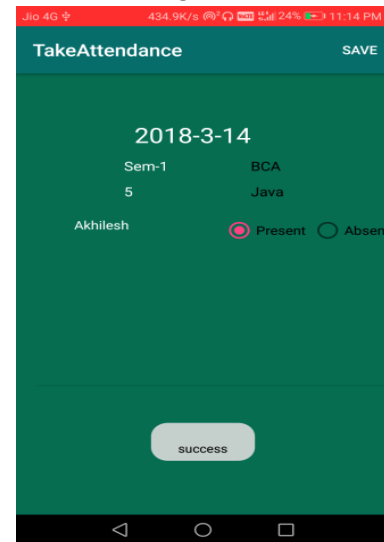 Jio 4G 434.9K/s 24% 11:14 PM
TakeAttendance SAVE
2018-3-14
Sem-1 BCA
5 Java
Akhilesh Present Absen
success